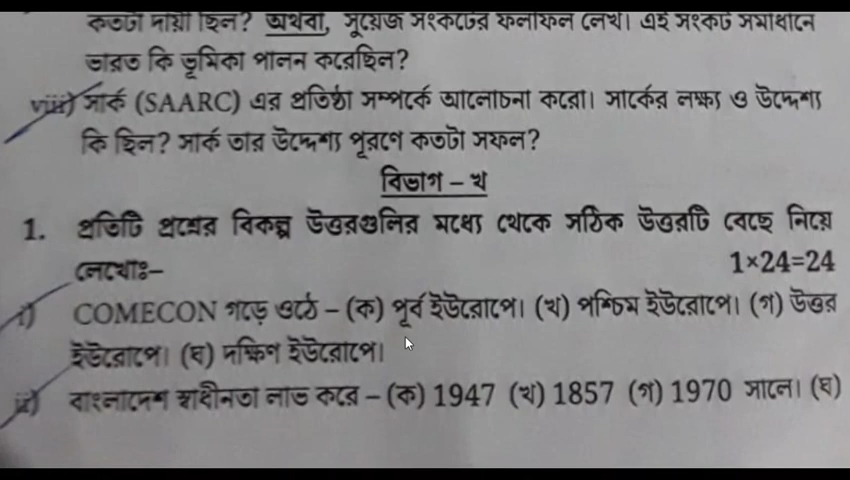 কতটা দায়ী ছিল? অথবা, সুয়েজ সংকটের ফলাফল লেখ। এই সংকট সমাধানে
ভারত কি ভূমিকা পালন করেছিল?
viii) সার্ক (SAARC) এর প্রতিষ্ঠা সম্পর্কে আলোচনা করো। সার্কের লক্ষ্য ও উদ্দেশ্য
কি ছিল? সার্ক তার উদ্দেশ্য পূরণে কতটা সফল?
বিভাগ – খ
1. প্রতিটি প্রশ্নের বিকল্প উত্তরগুলির মধ্যে থেকে সঠিক উত্তরটি বেছে নিয়ে
লেখোঃ– 1×24=24
i) COMECON গড়ে ওঠে – (ক) পূর্ব ইউরোপে। (খ) পশ্চিম ইউরোপে। (গ) উত্তর
ইউরোপে। (ঘ) দক্ষিণ ইউরোপে।
ii) বাংলাদেশ স্বাধীনতা লাভ করে – (ক) 1947 (খ) 1857 (গ) 1970 সালে। (ঘ)